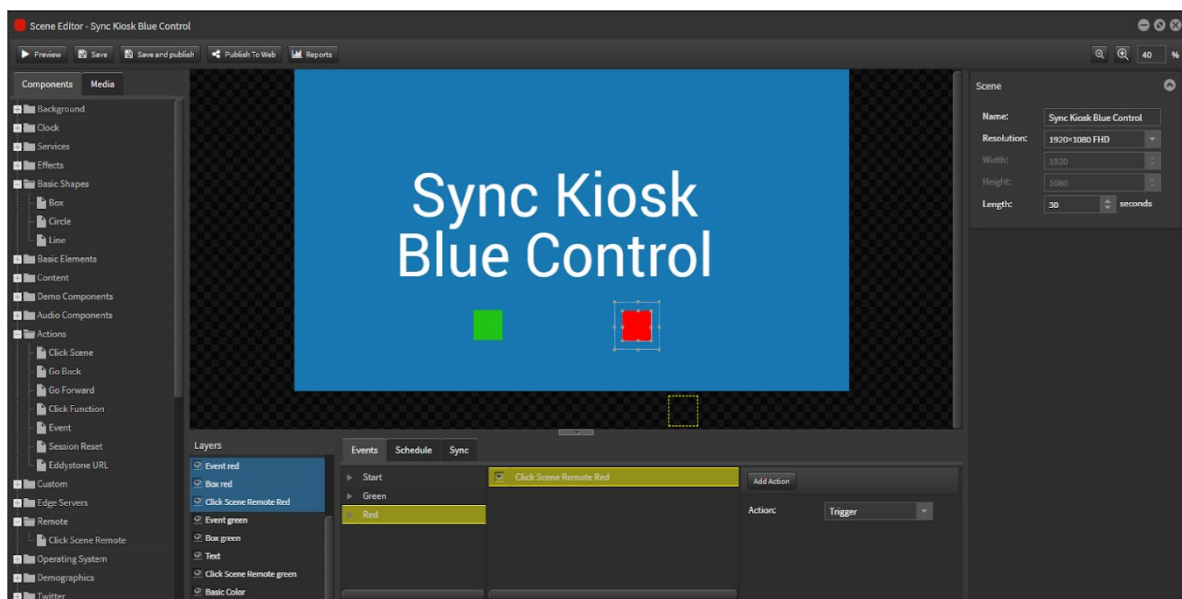 Scene Editor - Sync Kiosk Blue Control
Preview Save Save and publish Publish To Web Reports 40 %
Components Media
Background
Clock
Services
Effects
Basic Shapes
Box
Circle
Line
Basic Elements
Content
Demo Components
Audio Components
Actions
Click Scene
Go Back
Go Forward
Click Function
Event
Session Reset
Eddystone URL
Custom
Edge Servers
Remote
Click Scene Remote
Operating System
Demographics
Twitter
Sync Kiosk
Blue Control
Layers
Event red
Box red
Click Scene Remote Red
Event green
Box green
Text
Click Scene Remote green
Basic Color
Events Schedule Sync
Start
Green
Red
Click Scene Remote Red
Add Action
Action: Trigger
Scene
Name: Sync Kiosk Blue Control
Resolution: 1920×1080 FHD
Width: 1920
Height: 1080
Length: 30 seconds